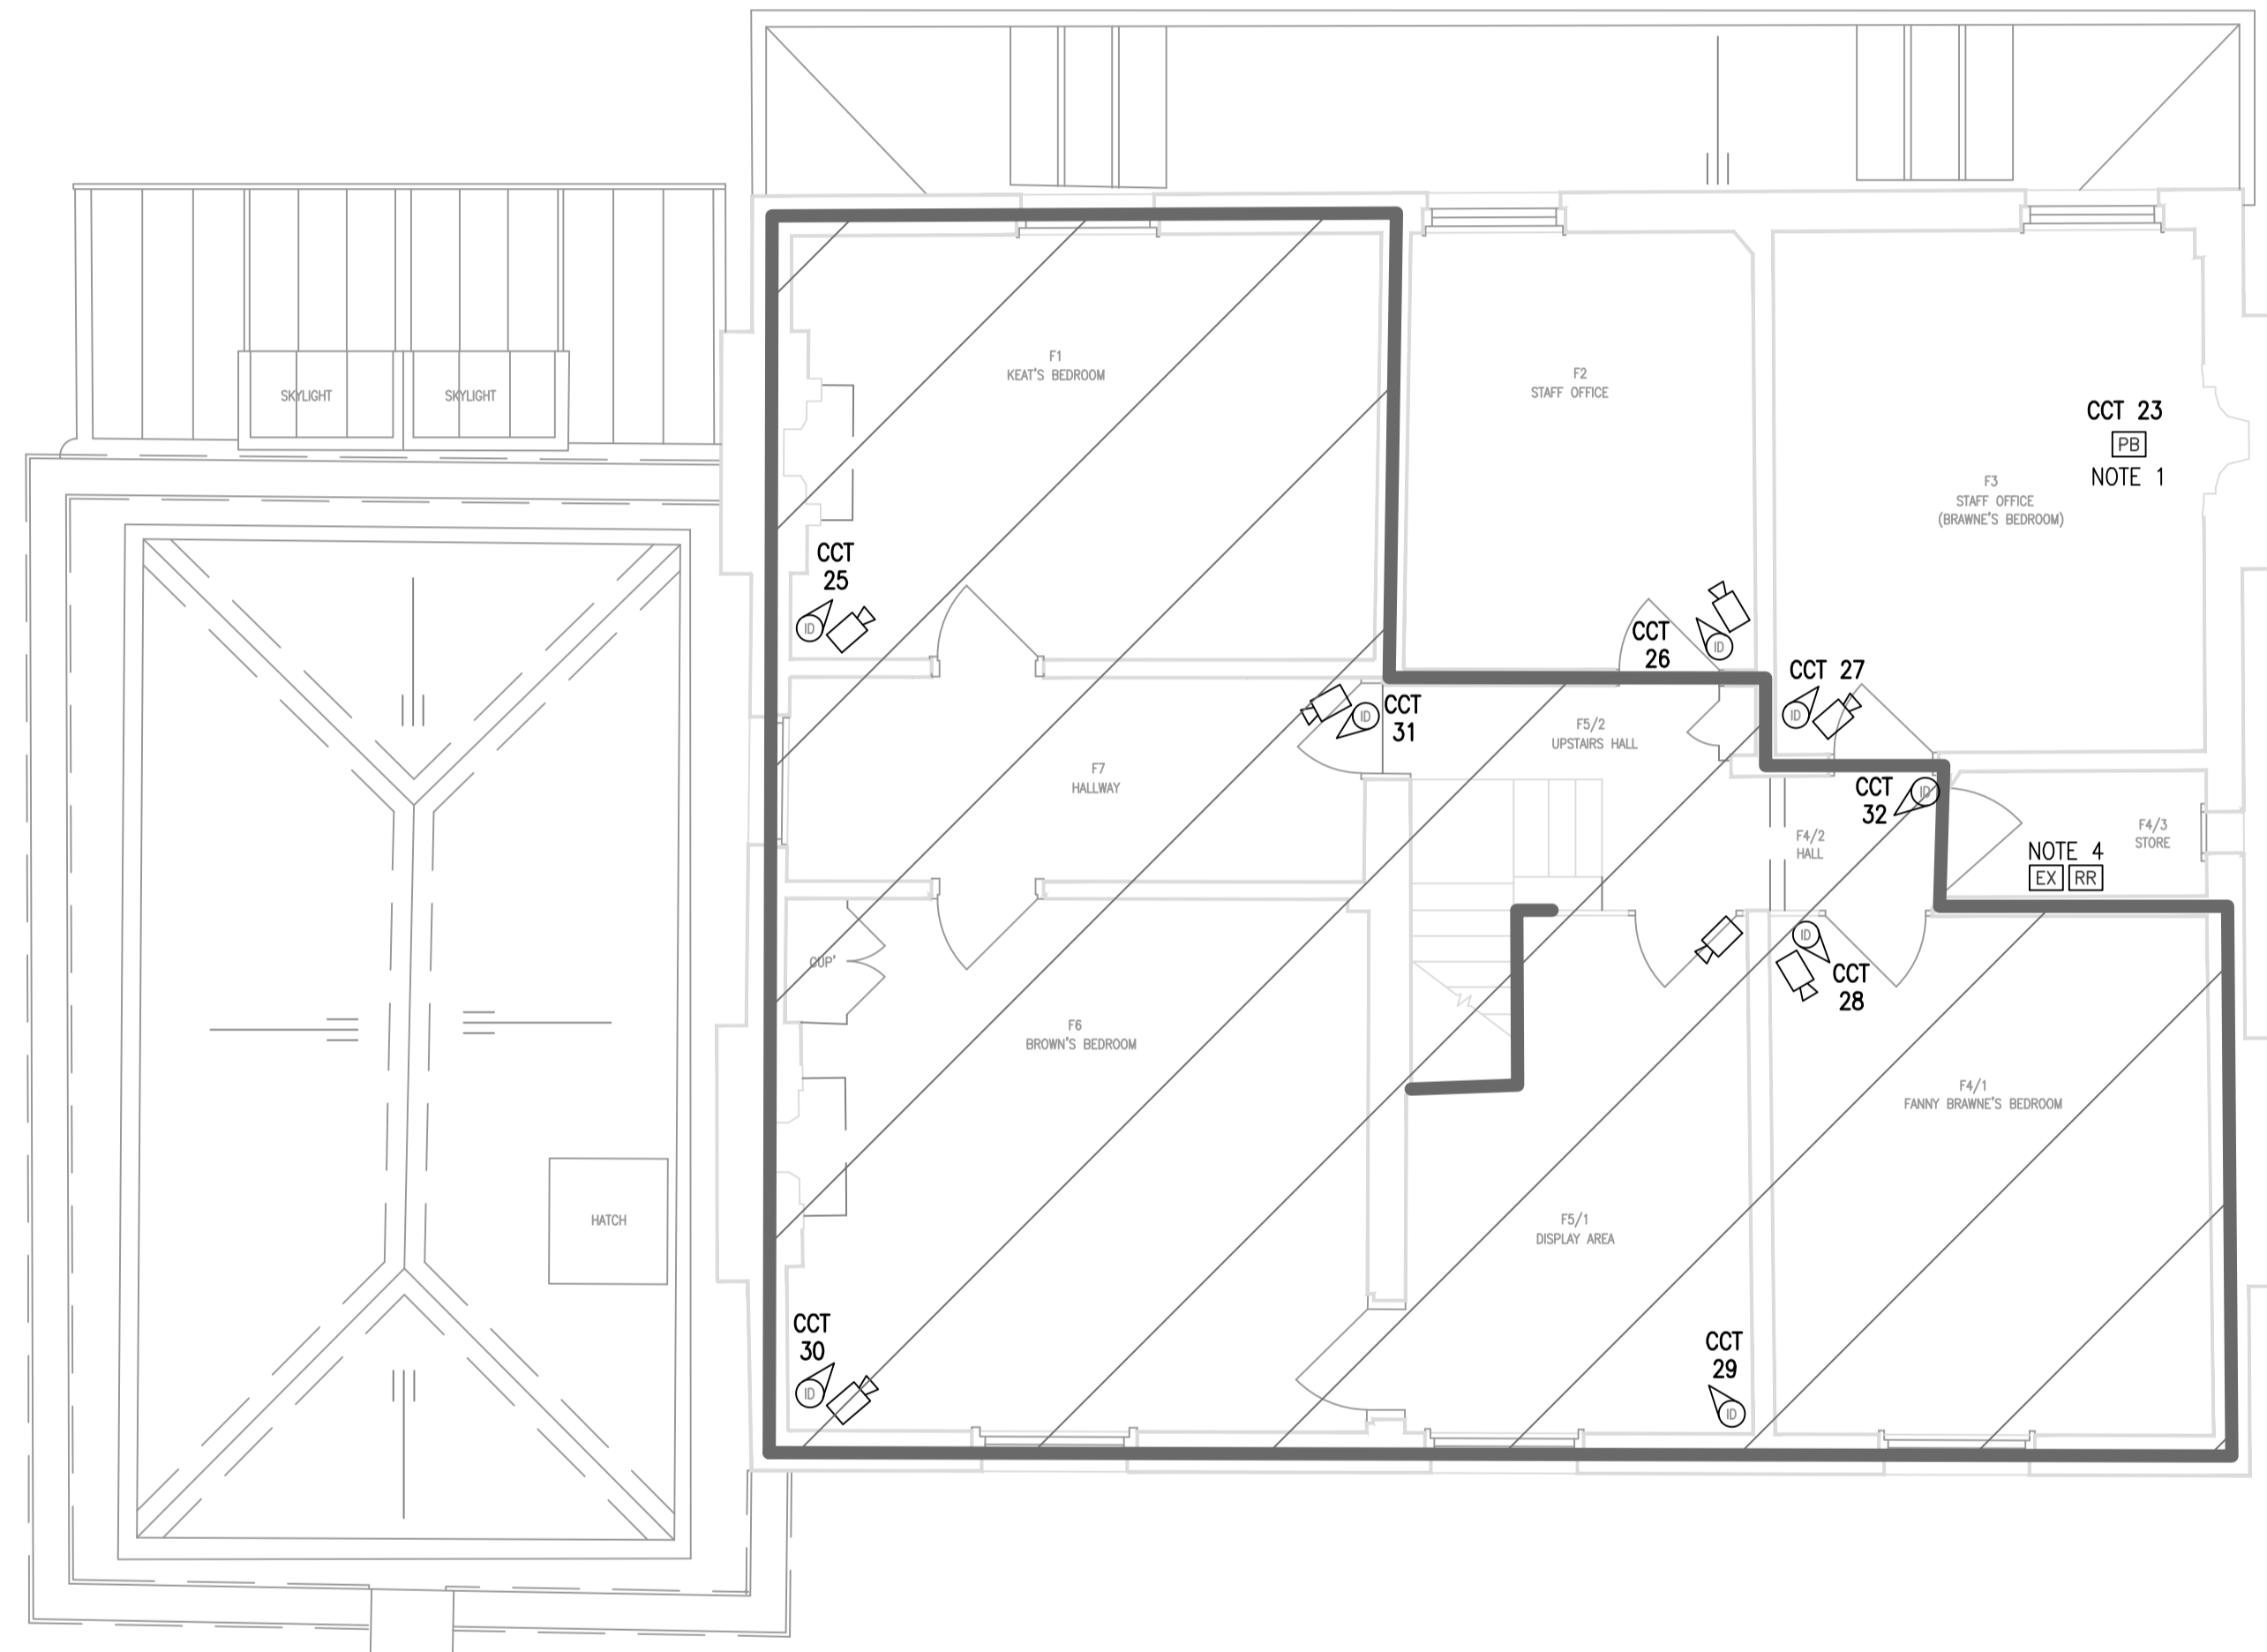 F1
KEAT'S BEDROOM
F2
STAFF OFFICE
SKYLIGHT
SKYLIGHT
CCT 23
PB
NOTE 1
F3
STAFF OFFICE
(BRAWNE'S BEDROOM)
CCT
25
ID
CCT
26
ID
CCT 27
ID
CCT
31
ID
F5/2
UPSTAIRS HALL
F7
HALLWAY
CCT
32
ID
F4/2
HALL
F4/3
STORE
NOTE 4
EX
RR
ID
CCT
28
CUP'
F6
BROWN'S BEDROOM
F4/1
FANNY BRAWNE'S BEDROOM
HATCH
F5/1
DISPLAY AREA
CCT
30
ID
CCT
29
ID